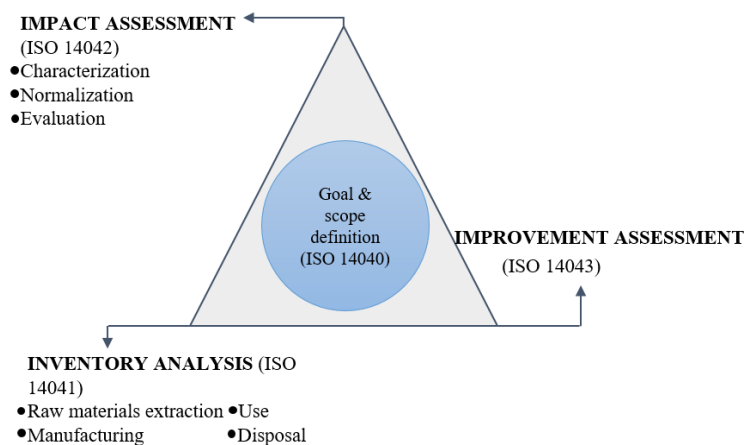 IMPACT ASSESSMENT
(ISO 14042)
●Characterization
●Normalization
●Evaluation
Goal &
scope
definition
(ISO 14040)
IMPROVEMENT ASSESSMENT
(ISO 14043)
INVENTORY ANALYSIS (ISO
14041)
●Raw materials extraction ●Use
●Manufacturing ●Disposal